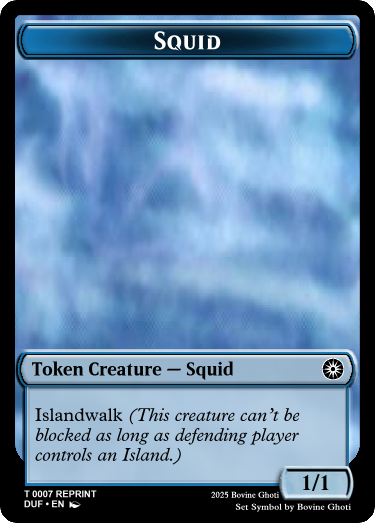 Squid
Token Creature — Squid
Islandwalk (This creature can't be
blocked as long as defending player
controls an Island.)
1/1
T 0007 REPRINT
DUF • EN
2025 Bovine Ghoti
Set Symbol by Bovine Ghoti